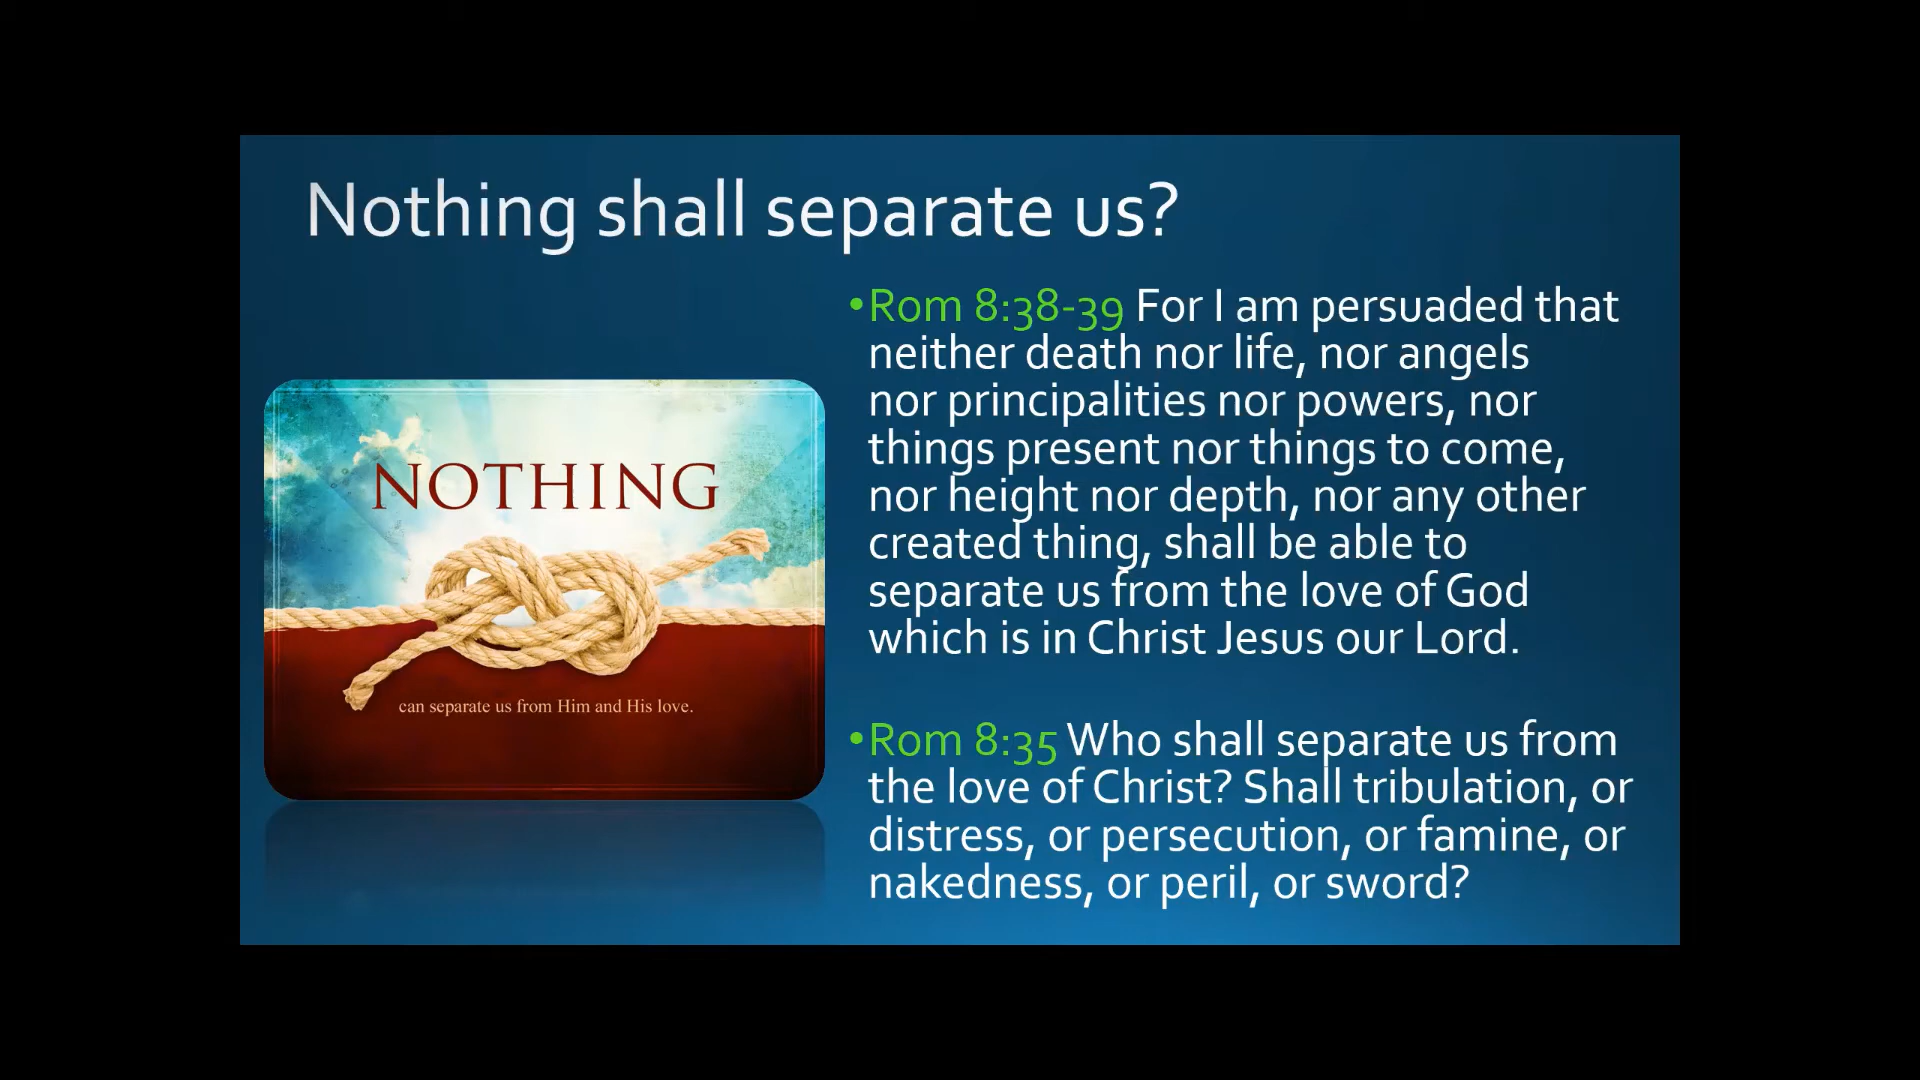 Nothing shall separate us?
NOTHING
can separate us from Him and His love.
•Rom 8:38-39 For I am persuaded that
neither death nor life, nor angels
nor principalities nor powers, nor
things present nor things to come,
nor height nor depth, nor any other
created thing, shall be able to
separate us from the love of God
which is in Christ Jesus our Lord.
•Rom 8:35 Who shall separate us from
the love of Christ? Shall tribulation, or
distress, or persecution, or famine, or
nakedness, or peril, or sword?